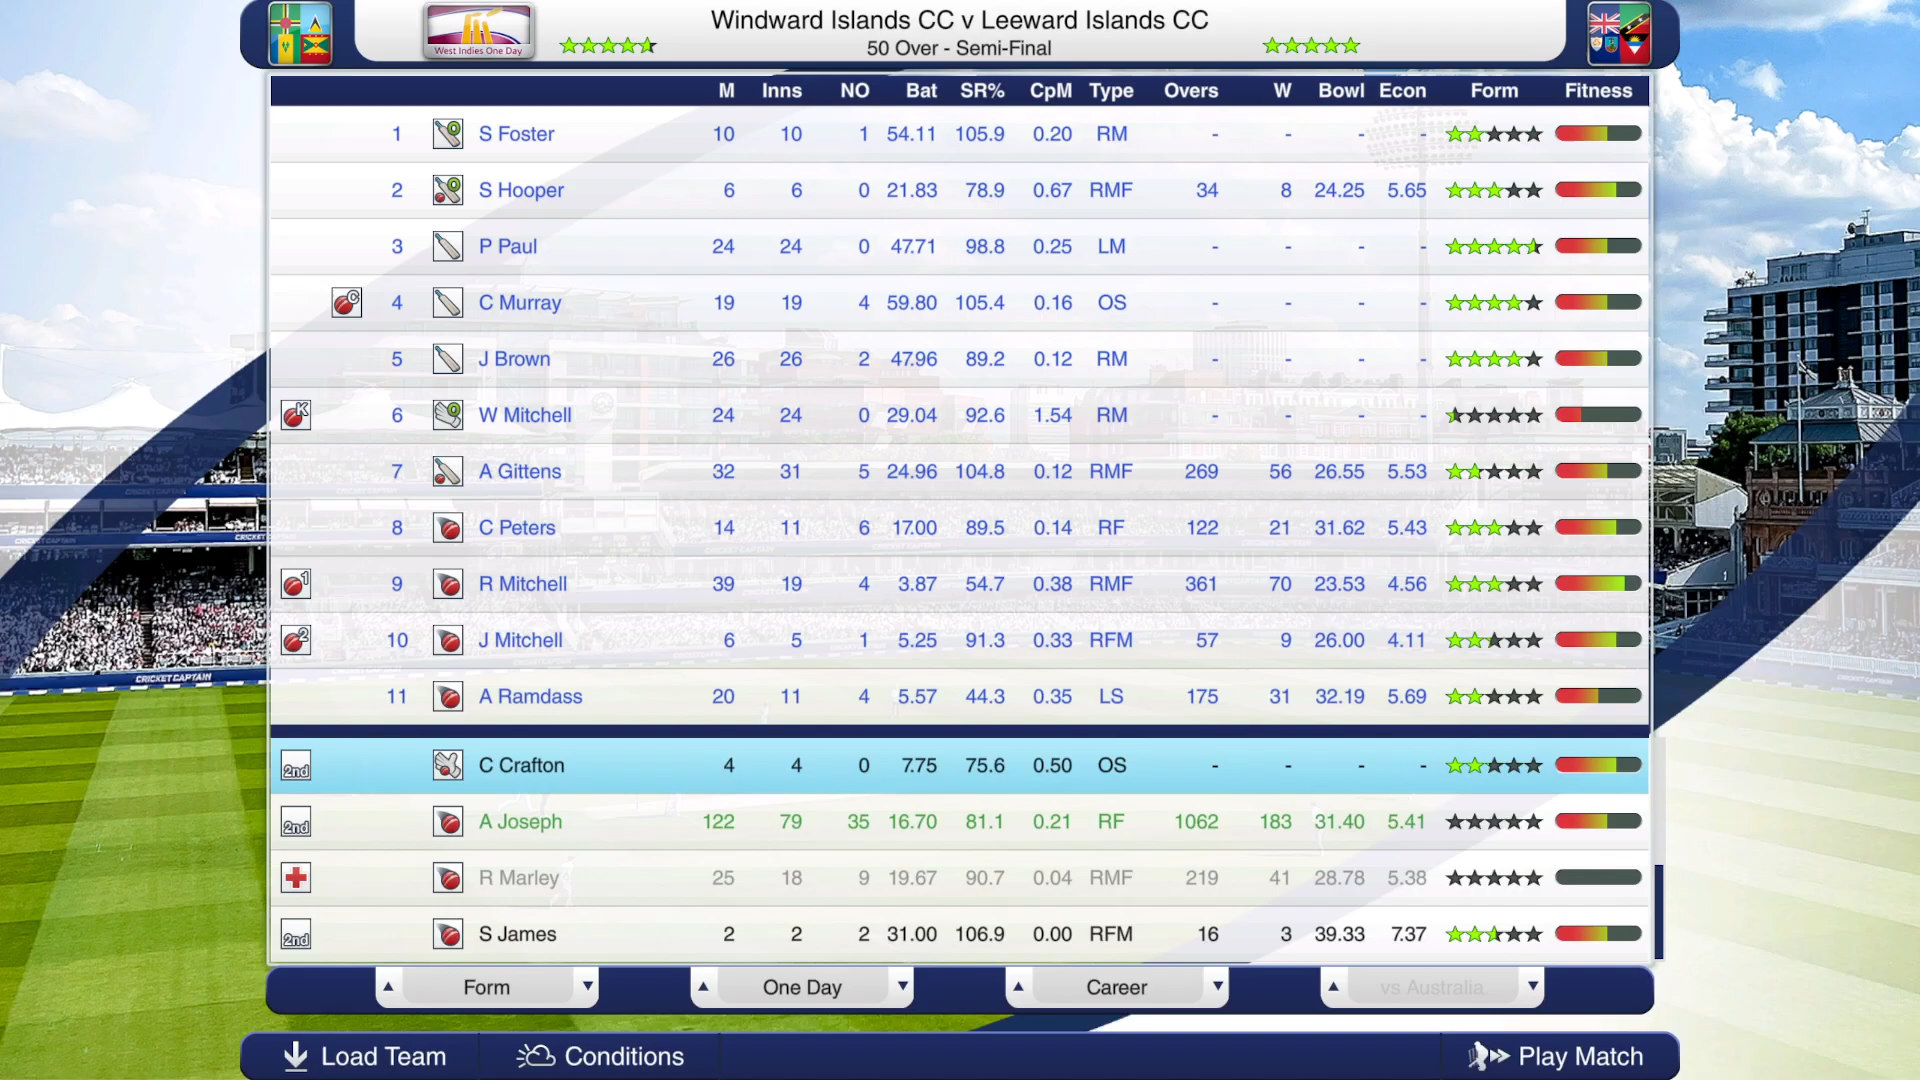 Windward Islands CC v Leeward Islands CC
West Indies One Day
50 Over - Semi-Final
M Inns NO Bat SR% CpM Type Overs W Bowl Econ Form Fitness
1 S Foster 10 10 1 54.11 105.9 0.20 RM - - - -
2 S Hooper 6 6 0 21.83 78.9 0.67 RMF 34 8 24.25 5.65
3 P Paul 24 24 0 47.71 98.8 0.25 LM - - - -
C 4 C Murray 19 19 4 59.80 105.4 0.16 OS - - - -
5 J Brown 26 26 2 47.96 89.2 0.12 RM - - - -
K 6 W Mitchell 24 24 0 29.04 92.6 1.54 RM - - - -
7 A Gittens 32 31 5 24.96 104.8 0.12 RMF 269 56 26.55 5.53
8 C Peters 14 11 6 17.00 89.5 0.14 RF 122 21 31.62 5.43
1 9 R Mitchell 39 19 4 3.87 54.7 0.38 RMF 361 70 23.53 4.56
2 10 J Mitchell 6 5 1 5.25 91.3 0.33 RFM 57 9 26.00 4.11
11 A Ramdass 20 11 4 5.57 44.3 0.35 LS 175 31 32.19 5.69
2nd C Crafton 4 4 0 7.75 75.6 0.50 OS - - - -
2nd A Joseph 122 79 35 16.70 81.1 0.21 RF 1062 183 31.40 5.41
R Marley 25 18 9 19.67 90.7 0.04 RMF 219 41 28.78 5.38
2nd S James 2 2 2 31.00 106.9 0.00 RFM 16 3 39.33 7.37
CRICKET CAPTAIN
Form One Day Career vs Australia
Load Team Conditions Play Match